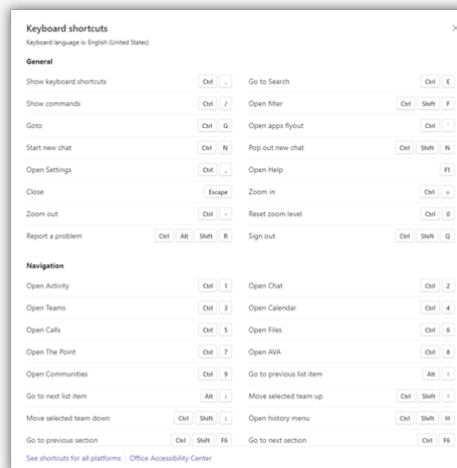 Keyboard shortcuts
Keyboard language is: English (United States)
General
Show keyboard shortcuts Ctrl . Go to Search Ctrl E
Show commands Ctrl / Open filter Ctrl Shift F
Goto Ctrl G Open apps flyout Ctrl `
Start new chat Ctrl N Pop out new chat Ctrl Shift N
Open Settings Ctrl , Open Help F1
Close Escape Zoom in Ctrl =
Zoom out Ctrl - Reset zoom level Ctrl 0
Report a problem Ctrl Alt Shift R Sign out Ctrl Shift Q
Navigation
Open Activity Ctrl 1 Open Chat Ctrl 2
Open Teams Ctrl 3 Open Calendar Ctrl 4
Open Calls Ctrl 5 Open Files Ctrl 6
Open The Point Ctrl 7 Open AVA Ctrl 8
Open Communities Ctrl 9 Go to previous list item Alt ↑
Go to next list item Alt ↓ Move selected team up Ctrl Shift ↑
Move selected team down Ctrl Shift ↓ Open history menu Ctrl Shift H
Go to previous section Ctrl Shift F6 Go to next section Ctrl F6
See shortcuts for all platforms Office Accessibility Center